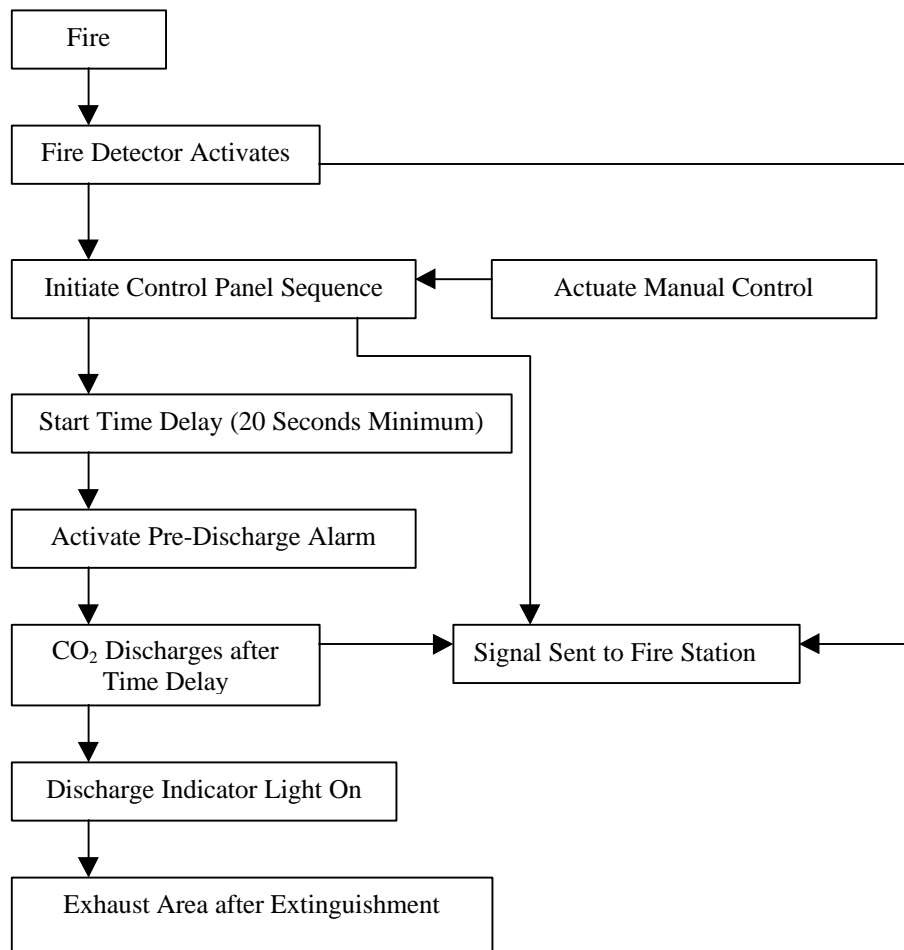 Fire
Fire Detector Activates
Initiate Control Panel Sequence
Actuate Manual Control
Start Time Delay (20 Seconds Minimum)
Activate Pre-Discharge Alarm
CO₂ Discharges after
Time Delay
Signal Sent to Fire Station
Discharge Indicator Light On
Exhaust Area after Extinguishment